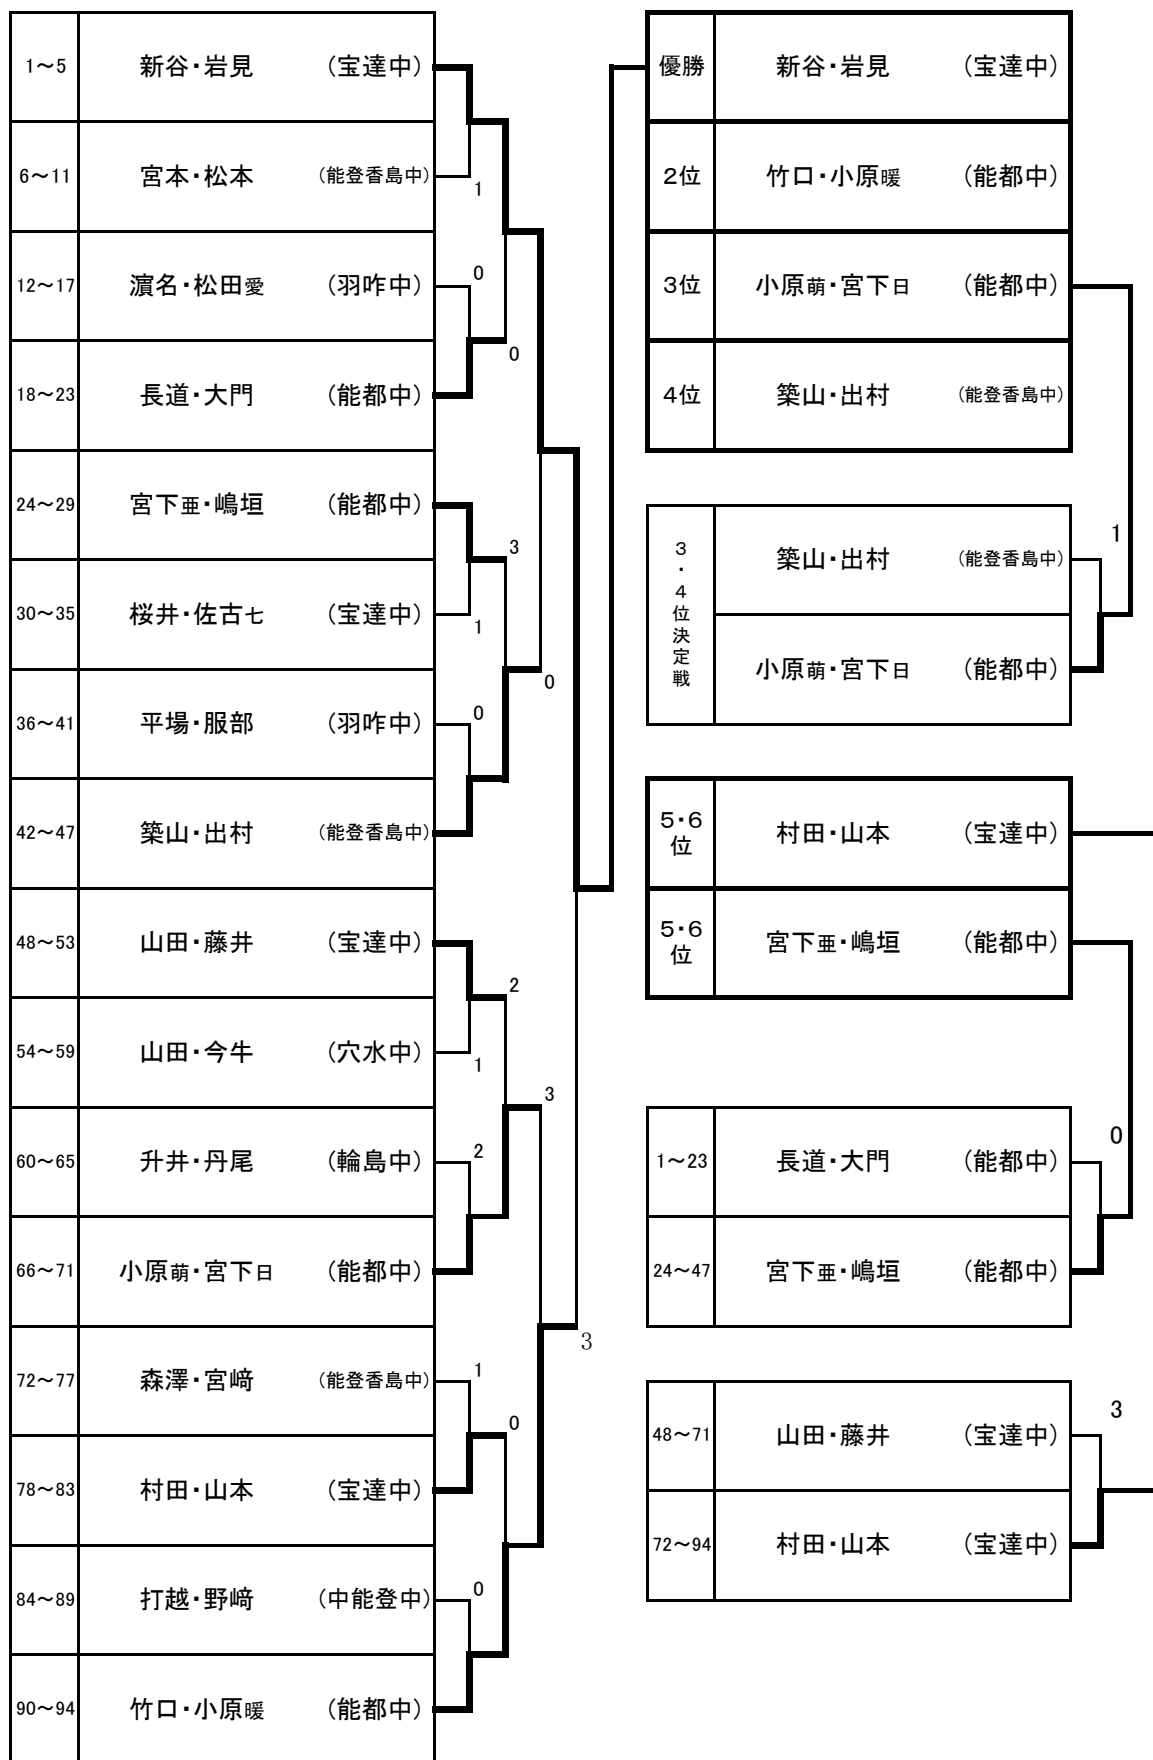 1～5 新谷・岩見 (宝達中)
6～11 宮本・松本 (能登香島中)
1
12～17 濵名・松田愛 (羽咋中)
0
18～23 長道・大門 (能都中)
0
24～29 宮下亜・嶋垣 (能都中)
3
30～35 桜井・佐古七 (宝達中)
1
36～41 平場・服部 (羽咋中)
0
0
42～47 築山・出村 (能登香島中)
48～53 山田・藤井 (宝達中)
2
54～59 山田・今牛 (穴水中)
1
3
60～65 升井・丹尾 (輪島中)
2
66～71 小原萌・宮下日 (能都中)
3
72～77 森澤・宮﨑 (能登香島中)
1
0
78～83 村田・山本 (宝達中)
84～89 打越・野﨑 (中能登中)
0
90～94 竹口・小原暖 (能都中)
優勝 新谷・岩見 (宝達中)
2位 竹口・小原暖 (能都中)
3位 小原萌・宮下日 (能都中)
4位 築山・出村 (能登香島中)
3・4位決定戦
築山・出村 (能登香島中)
1
小原萌・宮下日 (能都中)
5・6位 村田・山本 (宝達中)
5・6位 宮下亜・嶋垣 (能都中)
1～23 長道・大門 (能都中)
0
24～47 宮下亜・嶋垣 (能都中)
48～71 山田・藤井 (宝達中)
3
72～94 村田・山本 (宝達中)